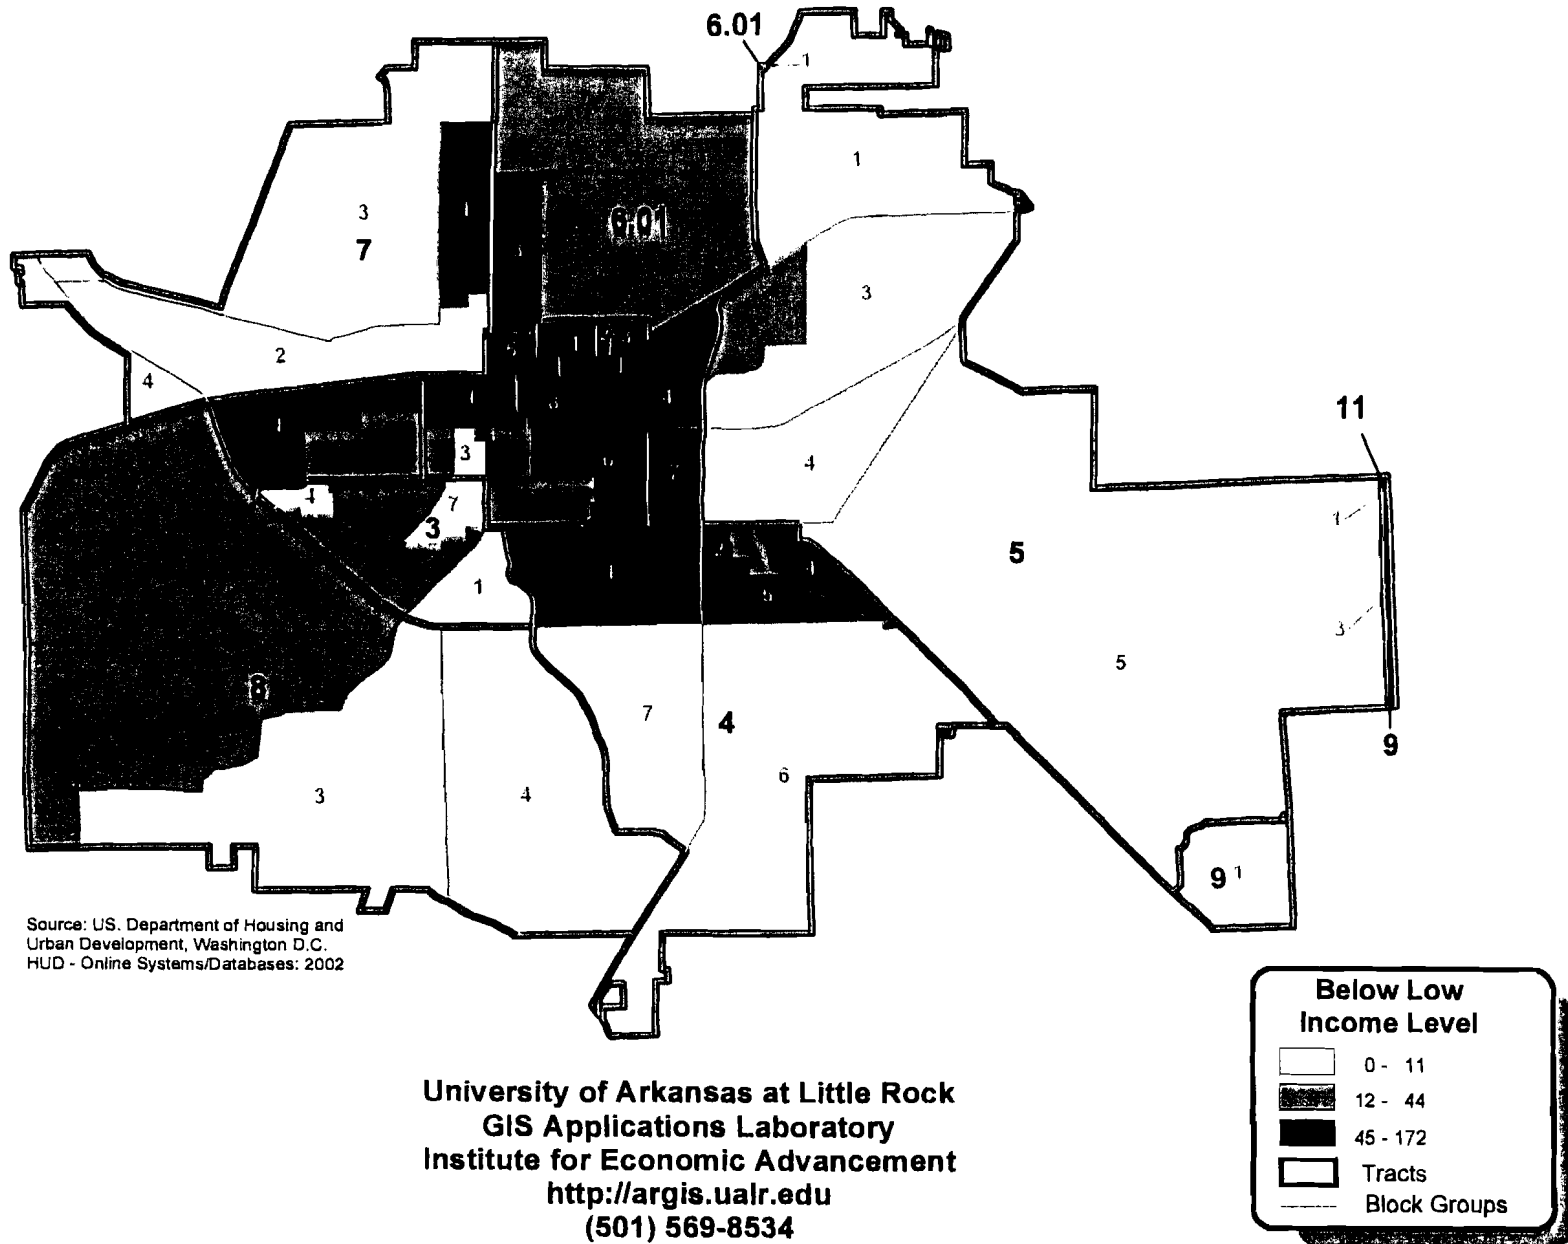 6.01
1
1
3
7
6.01
3
2
4
11
3
4
4
7
3
5
1
1
3
5
5
8
7
4
9
6
3
4
9 1
Source: US. Department of Housing and
Urban Development, Washington D.C.
HUD - Online Systems/Databases: 2002
Below Low
Income Level
0 - 11
12 - 44
45 - 172
Tracts
Block Groups
University of Arkansas at Little Rock
GIS Applications Laboratory
Institute for Economic Advancement
http://argis.ualr.edu
(501) 569-8534